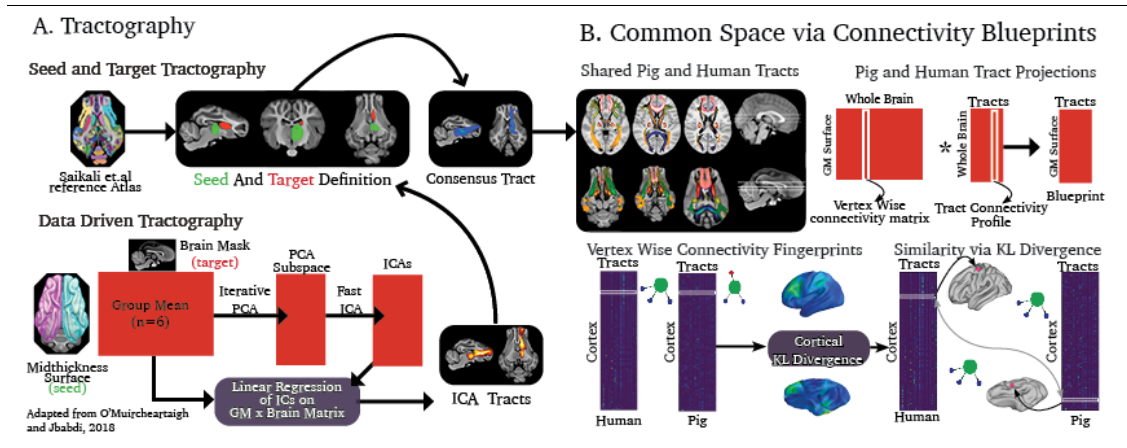 A. Tractography
Seed and Target Tractography
Saikali et.al
reference Atlas
Seed And Target Definition
Consensus Tract
Data Driven Tractography
Brain Mask
(target)
Group Mean
(n=6)
Iterative
PCA
PCA
Subspace
Fast
ICA
ICAs
Midthickness
Surface
(seed)
Linear Regression
of ICs on
GM x Brain Matrix
ICA Tracts
Adapted from O'Muircheartaigh
and Jbabdi, 2018
B. Common Space via Connectivity Blueprints
Shared Pig and Human Tracts
Pig and Human Tract Projections
Whole Brain
GM Surface
Vertex Wise
connectivity matrix
*
Tracts
Whole Brain
Tract Connectivity
Profile
Tracts
GM Surface
Blueprint
Vertex Wise Connectivity Fingerprints
Tracts
Cortex
Human
Tracts
Cortex
Pig
Cortical
KL Divergence
Similarity via KL Divergence
Tracts
Cortex
Human
Tracts
Cortex
Pig